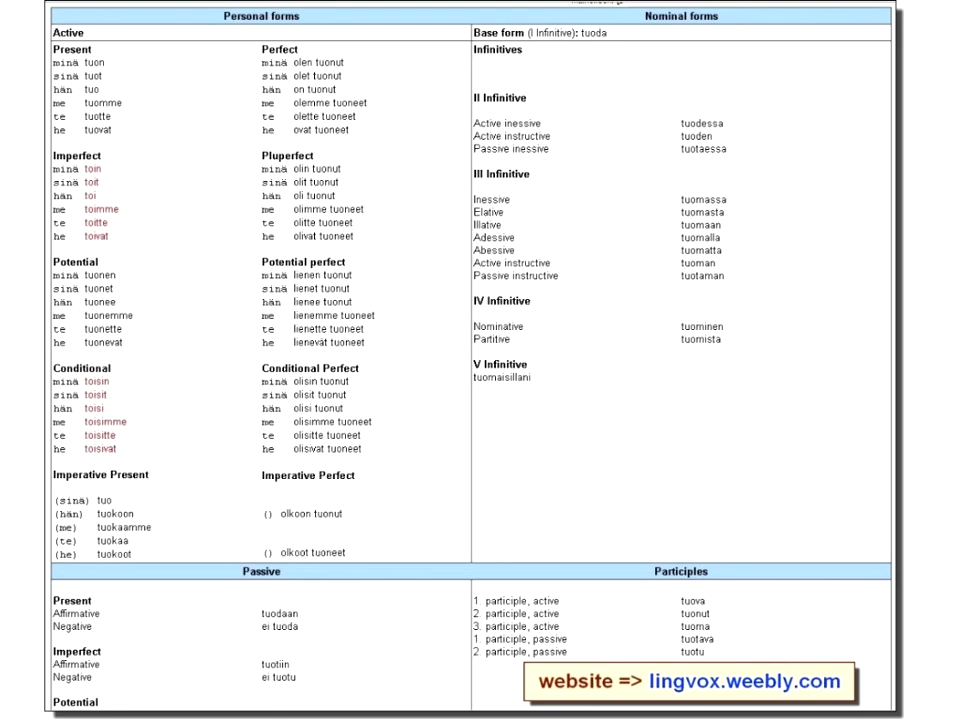 Personal forms Nominal forms
Active Base form (I Infinitive): tuoda
Present Perfect Infinitives
minä tuon minä olen tuonut
sinä tuot sinä olet tuonut
hän tuo hän on tuonut
me tuomme me olemme tuoneet II Infinitive
te tuotte te olette tuoneet
he tuovat he ovat tuoneet Active inessive tuodessa
Active instructive tuoden
Imperfect Pluperfect Passive inessive tuotaessa
minä toin minä olin tuonut
sinä toit sinä olit tuonut III Infinitive
hän toi hän oli tuonut Inessive tuomassa
me toimme me olimme tuoneet Elative tuomasta
te toitte te olitte tuoneet Illative tuomaan
he toivat he olivat tuoneet Adessive tuomalla
Abessive tuomatta
Potential Potential perfect Active instructive tuoman
minä tuonen minä lienen tuonut Passive instructive tuotaman
sinä tuonet sinä lienet tuonut
hän tuonee hän lienee tuonut IV Infinitive
me tuonemme me lienemme tuoneet
te tuonette te lienette tuoneet Nominative tuominen
he tuonevat he lienevät tuoneet Partitive tuomista
Conditional Conditional Perfect V Infinitive
minä toisin minä olisin tuonut tuomaisillani
sinä toisit sinä olisit tuonut
hän toisi hän olisi tuonut
me toisimme me olisimme tuoneet
te toisitte te olisitte tuoneet
he toisivat he olisivat tuoneet
Imperative Present Imperative Perfect
(sinä) tuo
(hän) tuokoon () olkoon tuonut
(me) tuokaamme
(te) tuokaa
(he) tuokoot () olkoot tuoneet
Passive Participles
Present 1. participle, active tuova
Affirmative tuodaan 2. participle, active tuonut
Negative ei tuoda 3. participle, active tuoma
1. participle, passive tuotava
Imperfect 2. participle, passive tuotu
Affirmative tuotiin
Negative ei tuotu
website => lingvox.weebly.com
Potential